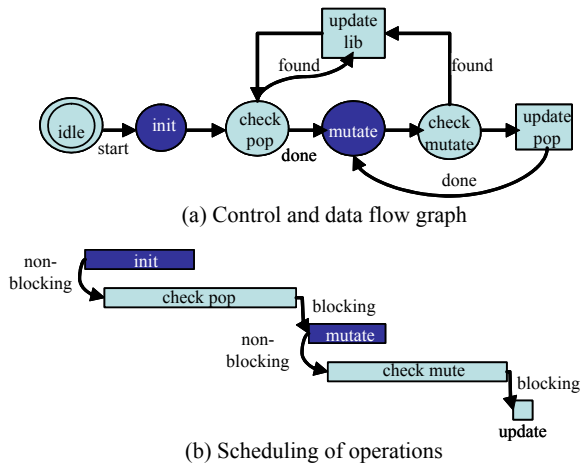 update
lib
found
found
idle
init
check
pop
mutate
check
mutate
update
pop
start
done
done
(a) Control and data flow graph
non-
blocking
init
check pop
blocking
non-
blocking
mutate
check mute
blocking
update
(b) Scheduling of operations